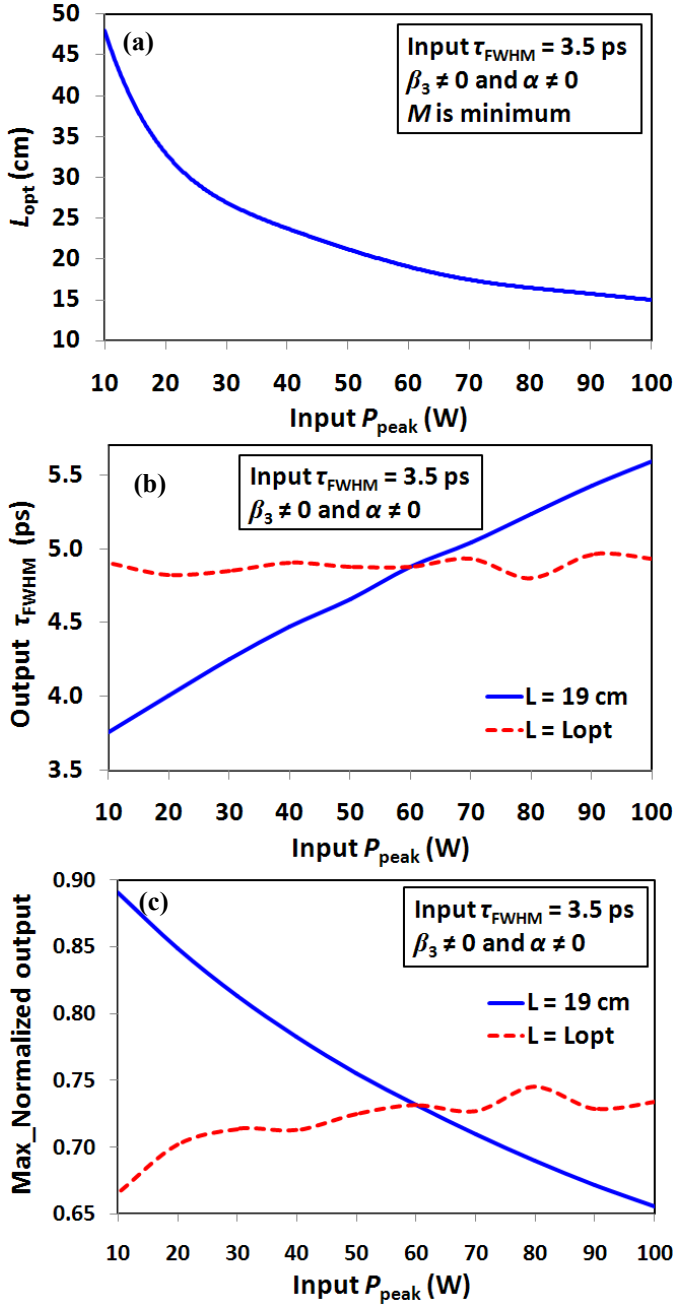 (a)
Input τFWHM = 3.5 ps
β3 ≠ 0 and α ≠ 0
M is minimum
Lopt (cm)
50
45
40
35
30
25
20
15
10
10 20 30 40 50 60 70 80 90 100
Input Ppeak (W)
(b)
Input τFWHM = 3.5 ps
β3 ≠ 0 and α ≠ 0
Output τFWHM (ps)
5.5
5.0
4.5
4.0
3.5
L = 19 cm
L = Lopt
10 20 30 40 50 60 70 80 90 100
Input Ppeak (W)
(c)
Input τFWHM = 3.5 ps
β3 ≠ 0 and α ≠ 0
Max_Normalized output
0.90
0.85
0.80
0.75
0.70
0.65
L = 19 cm
L = Lopt
10 20 30 40 50 60 70 80 90 100
Input Ppeak (W)